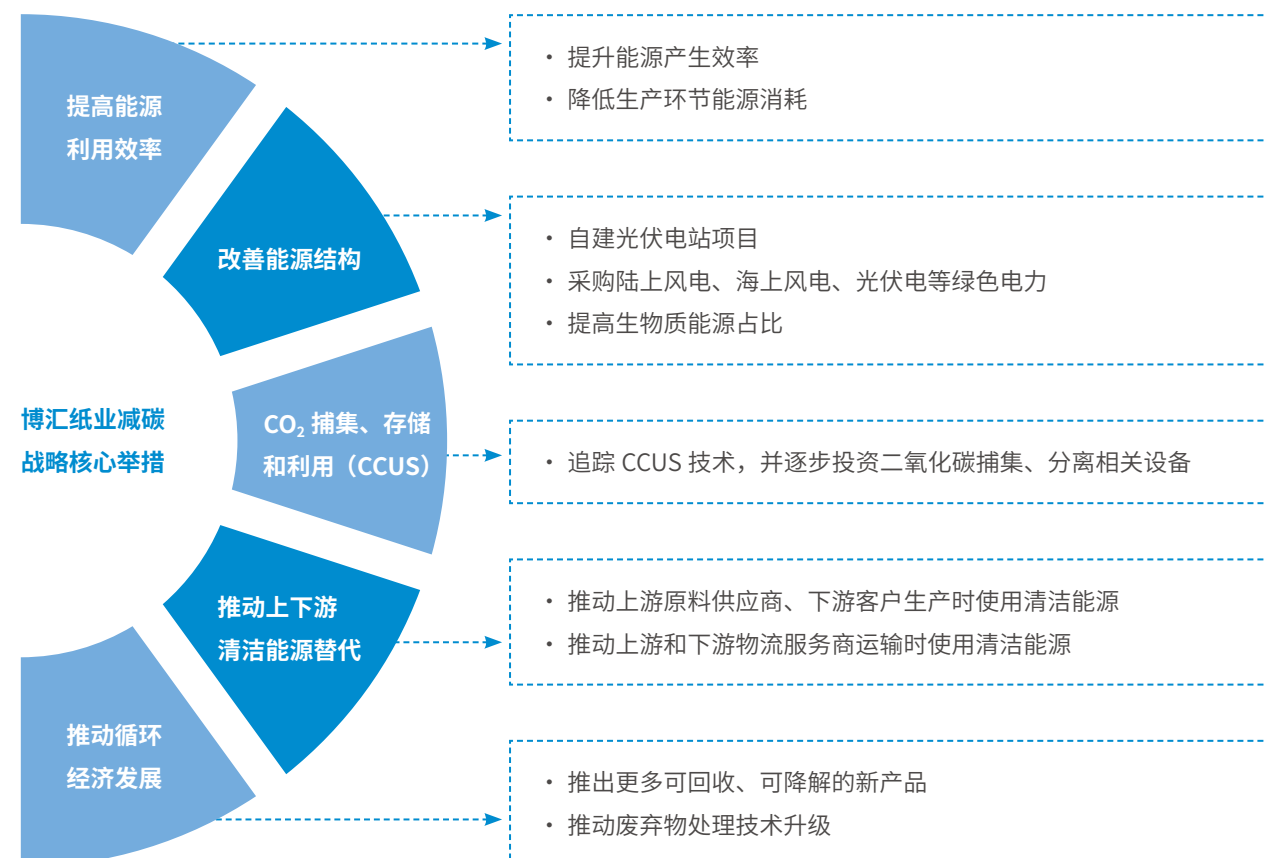 博汇纸业减碳
战略核心举措
提高能源
利用效率
• 提升能源产生效率
• 降低生产环节能源消耗
改善能源结构
• 自建光伏电站项目
• 采购陆上风电、海上风电、光伏电等绿色电力
• 提高生物质能源占比
CO₂ 捕集、存储
和利用（CCUS）
• 追踪 CCUS 技术，并逐步投资二氧化碳捕集、分离相关设备
推动上下游
清洁能源替代
• 推动上游原料供应商、下游客户生产时使用清洁能源
• 推动上游和下游物流服务商运输时使用清洁能源
推动循环
经济发展
• 推出更多可回收、可降解的新产品
• 推动废弃物处理技术升级